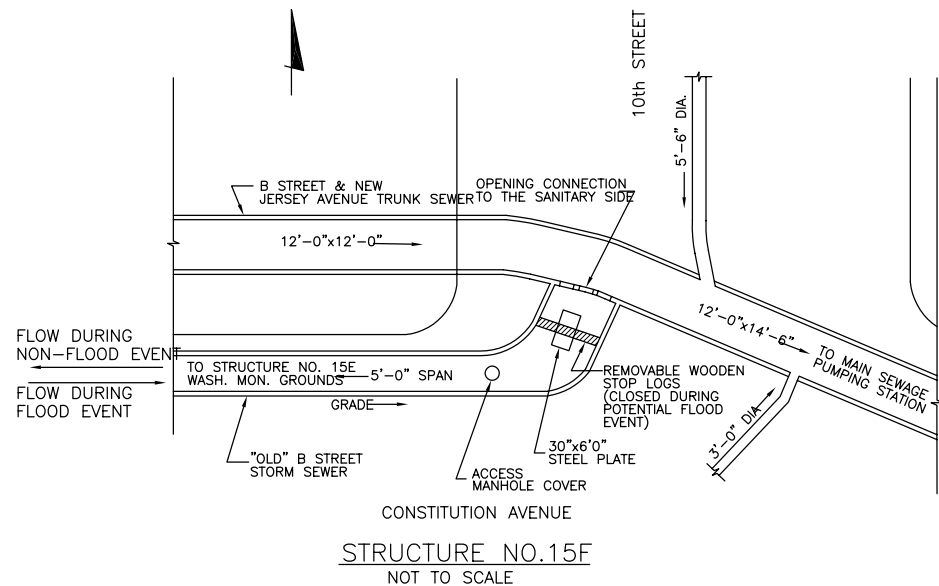 10th STREET
5'-6" DIA.
B STREET & NEW
JERSEY AVENUE TRUNK SEWER
OPENING CONNECTION
TO THE SANITARY SIDE
12'-0"x12'-0"
12'-0"x14'-6"
TO MAIN SEWAGE
PUMPING STATION
FLOW DURING
NON-FLOOD EVENT
FLOW DURING
FLOOD EVENT
TO STRUCTURE NO. 15E
WASH. MON. GROUNDS
5'-0" SPAN
GRADE
REMOVABLE WOODEN
STOP LOGS
(CLOSED DURING
POTENTIAL FLOOD
EVENT)
3'-0" DIA
"OLD" B STREET
STORM SEWER
30"x6'0"
STEEL PLATE
ACCESS
MANHOLE COVER
CONSTITUTION AVENUE
STRUCTURE NO.15F
NOT TO SCALE